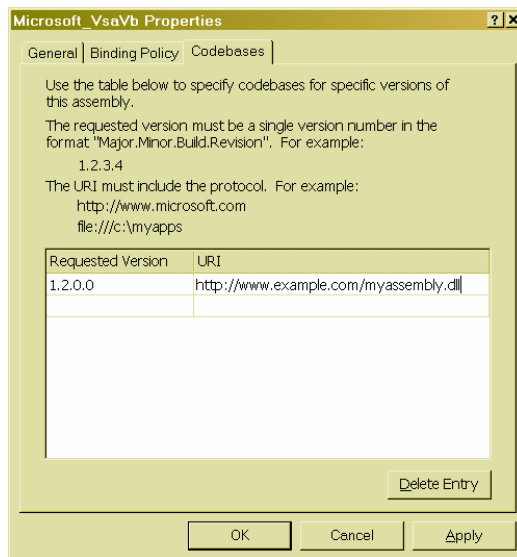 Microsoft_VsaVb Properties
? x
General Binding Policy Codebases
Use the table below to specify codebases for specific versions of
this assembly.
The requested version must be a single version number in the
format "Major.Minor.Build.Revision". For example:
1.2.3.4
The URI must include the protocol. For example:
http://www.microsoft.com
file:///c:\myapps
Requested Version URI
1.2.0.0 http://www.example.com/myassembly.dll
Delete Entry
OK Cancel Apply